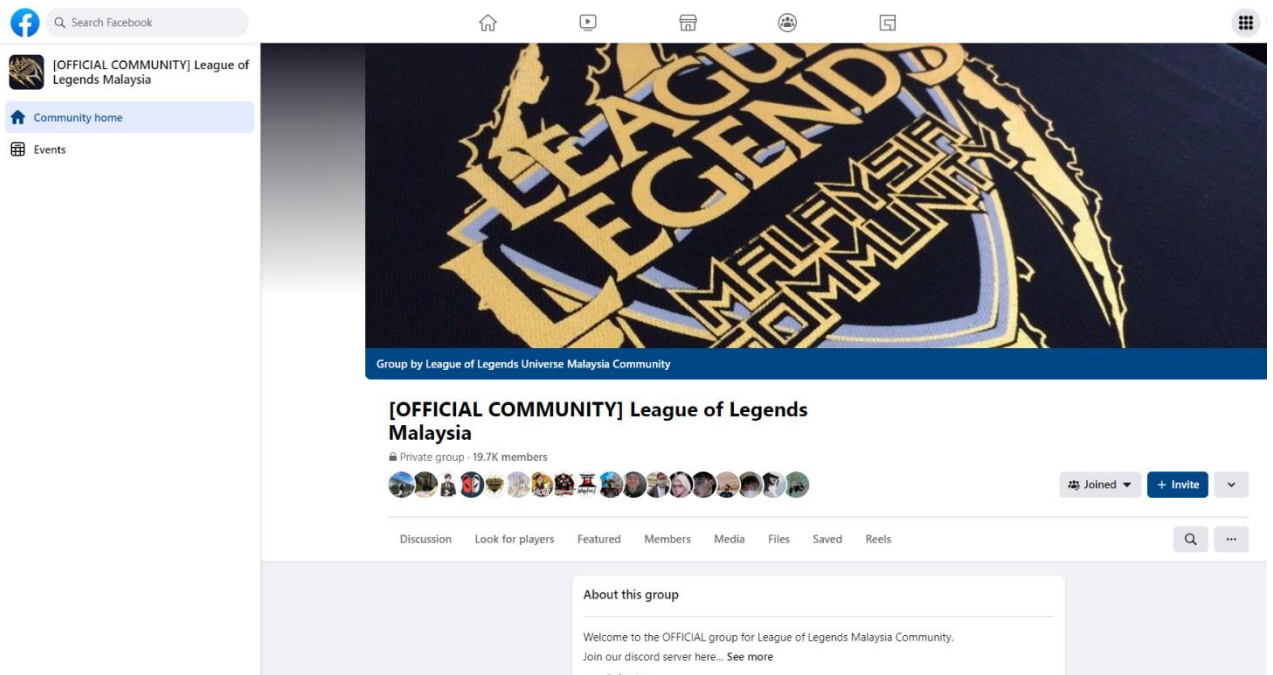 Search Facebook
[OFFICIAL COMMUNITY] League of
Legends Malaysia
Community home
Events
LEAGUE
LEGENDS
MALAYSIA
COMMUNITY
Group by League of Legends Universe Malaysia Community
[OFFICIAL COMMUNITY] League of Legends
Malaysia
Private group · 19.7K members
Joined
+ Invite
Discussion
Look for players
Featured
Members
Media
Files
Saved
Reels
About this group
Welcome to the OFFICIAL group for League of Legends Malaysia Community.
Join our discord server here... See more